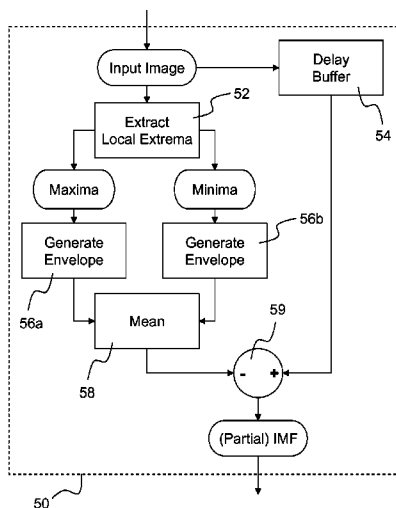 Input Image
Delay
Buffer
52
54
Extract
Local Extrema
Maxima
Minima
56b
Generate
Envelope
Generate
Envelope
56a
Mean
58
59
- +
(Partial) IMF
50